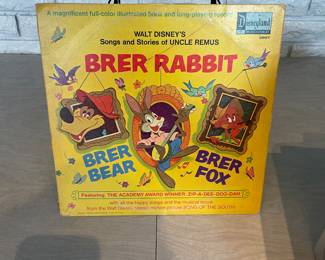 A magnificent full-color illustrated book and long-playing record
Disneyland
WALT DISNEY'S
Songs and Stories of UNCLE REMUS
BRER RABBIT
BRER BEAR
BRER FOX
Featuring THE ACADEMY AWARD WINNER ZIP-A-DEE-DOO-DAH
with all the happy songs and the musical score
from the Walt Disney motion picture SONG OF THE SOUTH